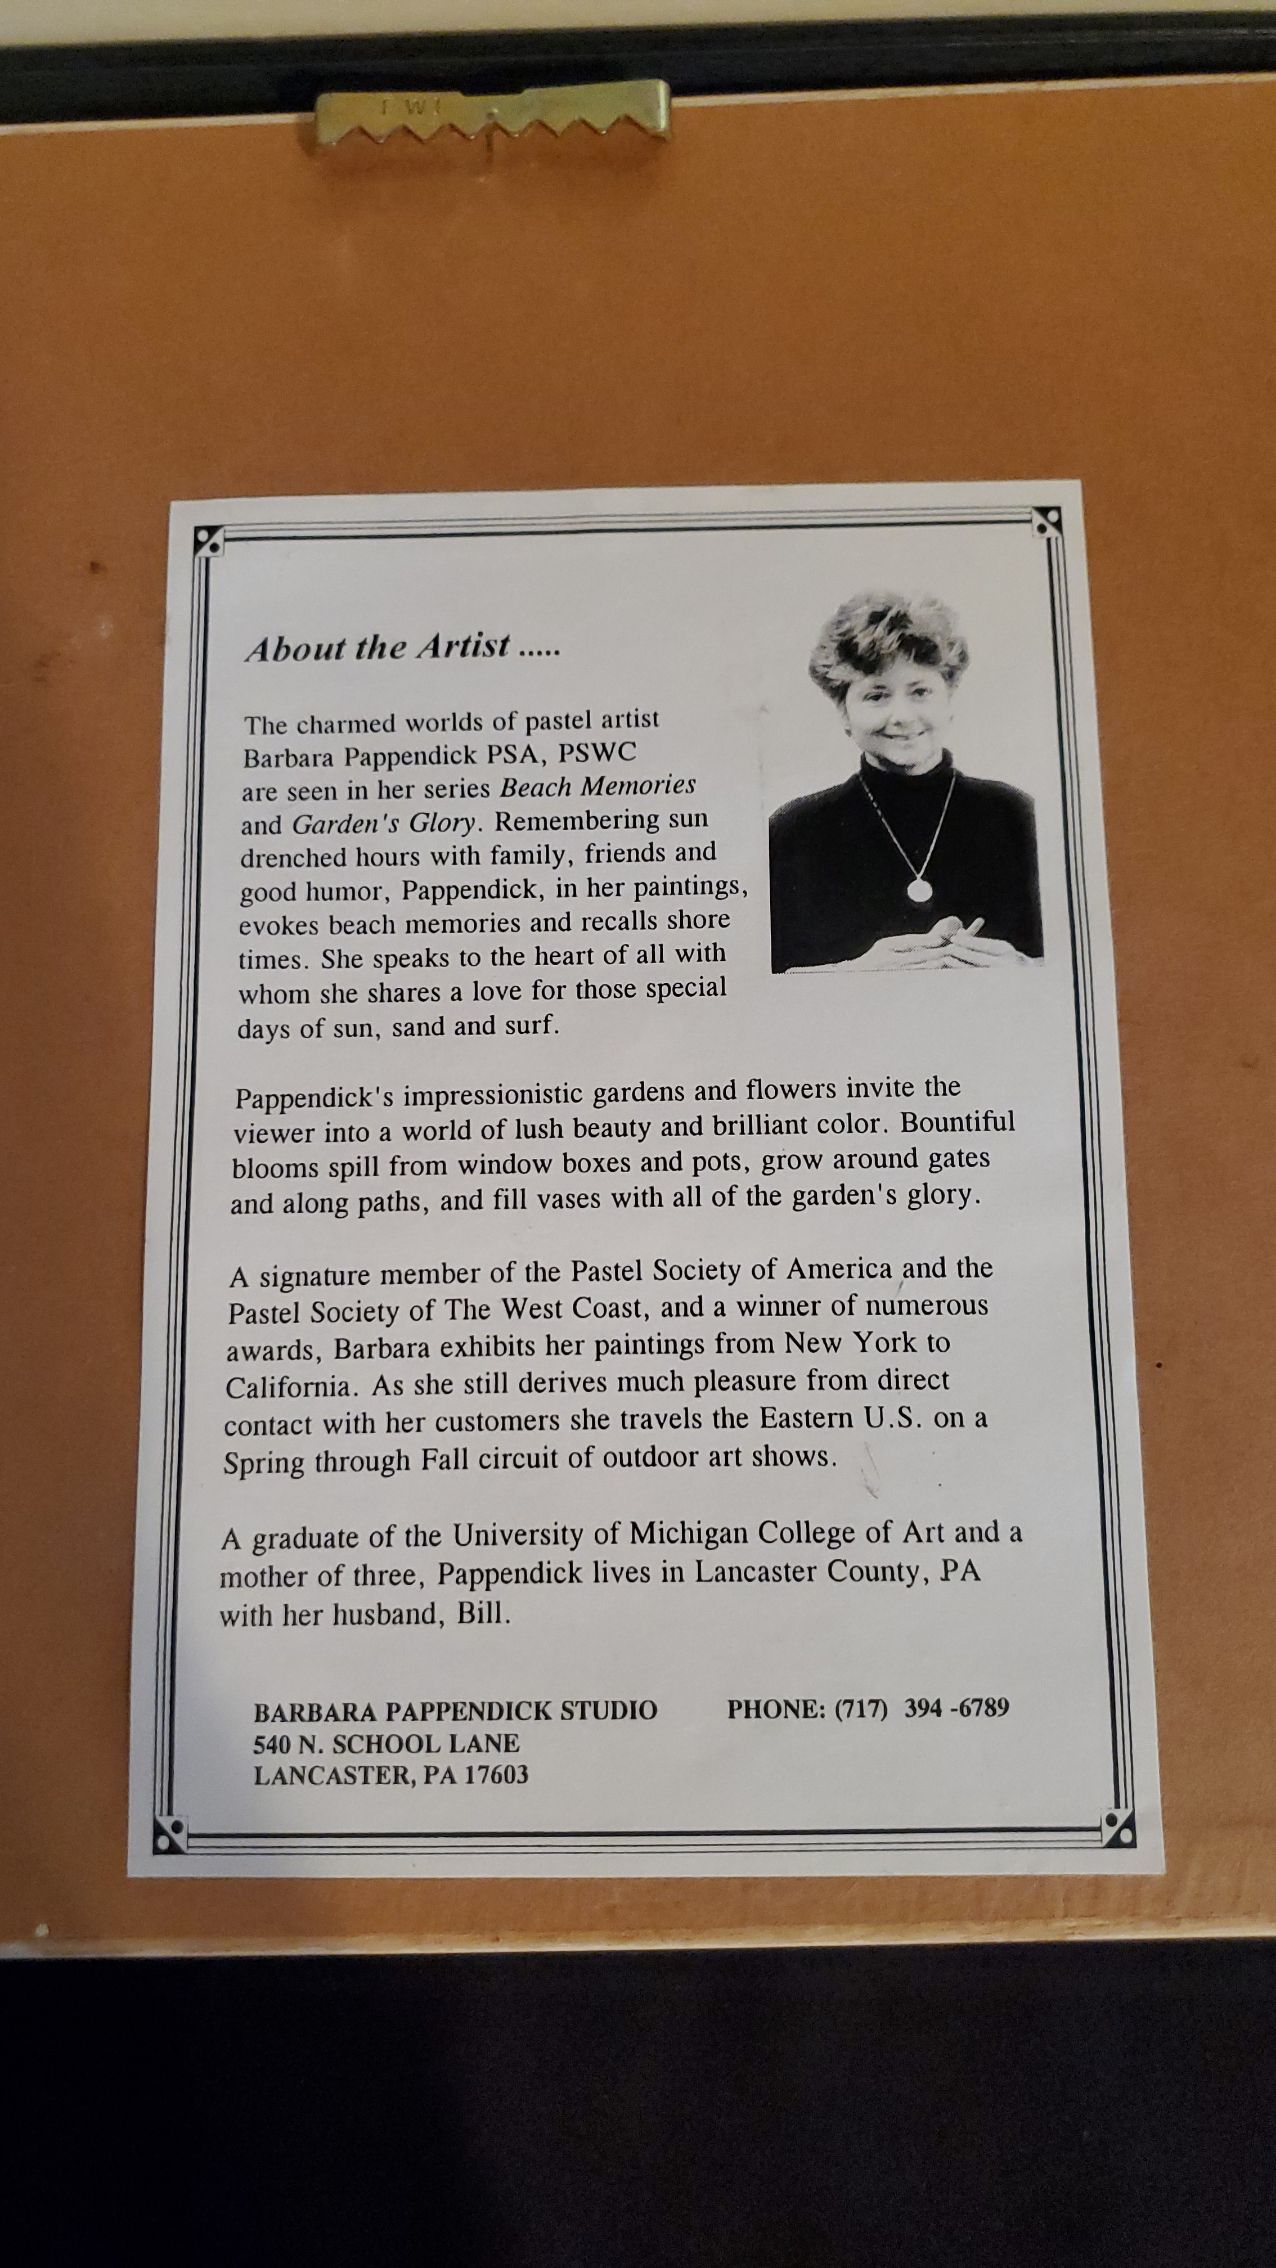 About the Artist .....
The charmed worlds of pastel artist
Barbara Pappendick PSA, PSWC
are seen in her series Beach Memories
and Garden's Glory. Remembering sun
drenched hours with family, friends and
good humor, Pappendick, in her paintings,
evokes beach memories and recalls shore
times. She speaks to the heart of all with
whom she shares a love for those special
days of sun, sand and surf.
Pappendick's impressionistic gardens and flowers invite the
viewer into a world of lush beauty and brilliant color. Bountiful
blooms spill from window boxes and pots, grow around gates
and along paths, and fill vases with all of the garden's glory.
A signature member of the Pastel Society of America and the
Pastel Society of The West Coast, and a winner of numerous
awards, Barbara exhibits her paintings from New York to
California. As she still derives much pleasure from direct
contact with her customers she travels the Eastern U.S. on a
Spring through Fall circuit of outdoor art shows.
A graduate of the University of Michigan College of Art and a
mother of three, Pappendick lives in Lancaster County, PA
with her husband, Bill.
BARBARA PAPPENDICK STUDIO PHONE: (717) 394 -6789
540 N. SCHOOL LANE
LANCASTER, PA 17603